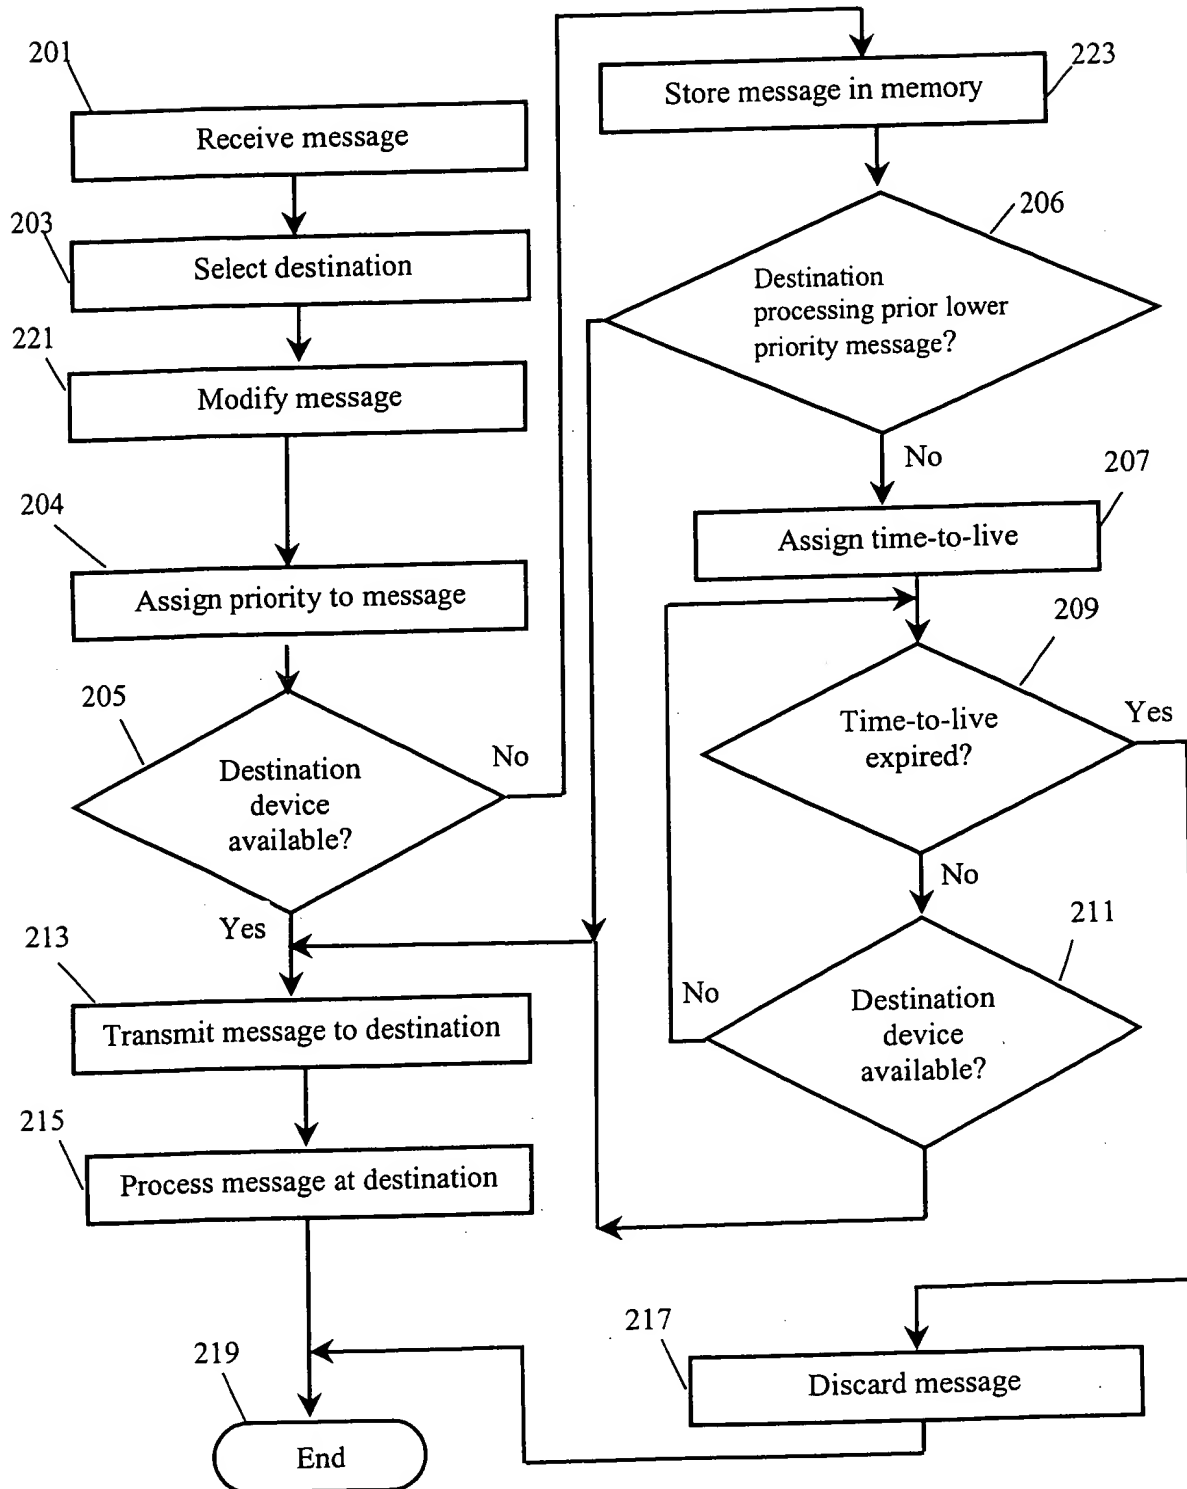 201
Receive message
203
Select destination
221
Modify message
204
Assign priority to message
205
Destination
device
available?
No
Yes
213
Transmit message to destination
215
Process message at destination
219
End
223
Store message in memory
206
Destination
processing prior lower
priority message?
No
207
Assign time-to-live
209
Time-to-live
expired?
Yes
No
211
Destination
device
available?
No
217
Discard message